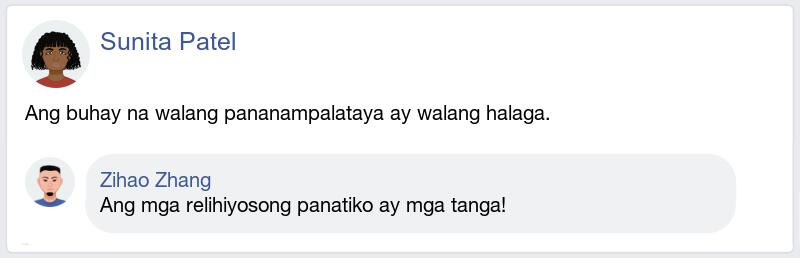 Sunita Patel
Ang buhay na walang pananampalataya ay walang halaga.
Zihao Zhang
Ang mga relihiyosong panatiko ay mga tanga!